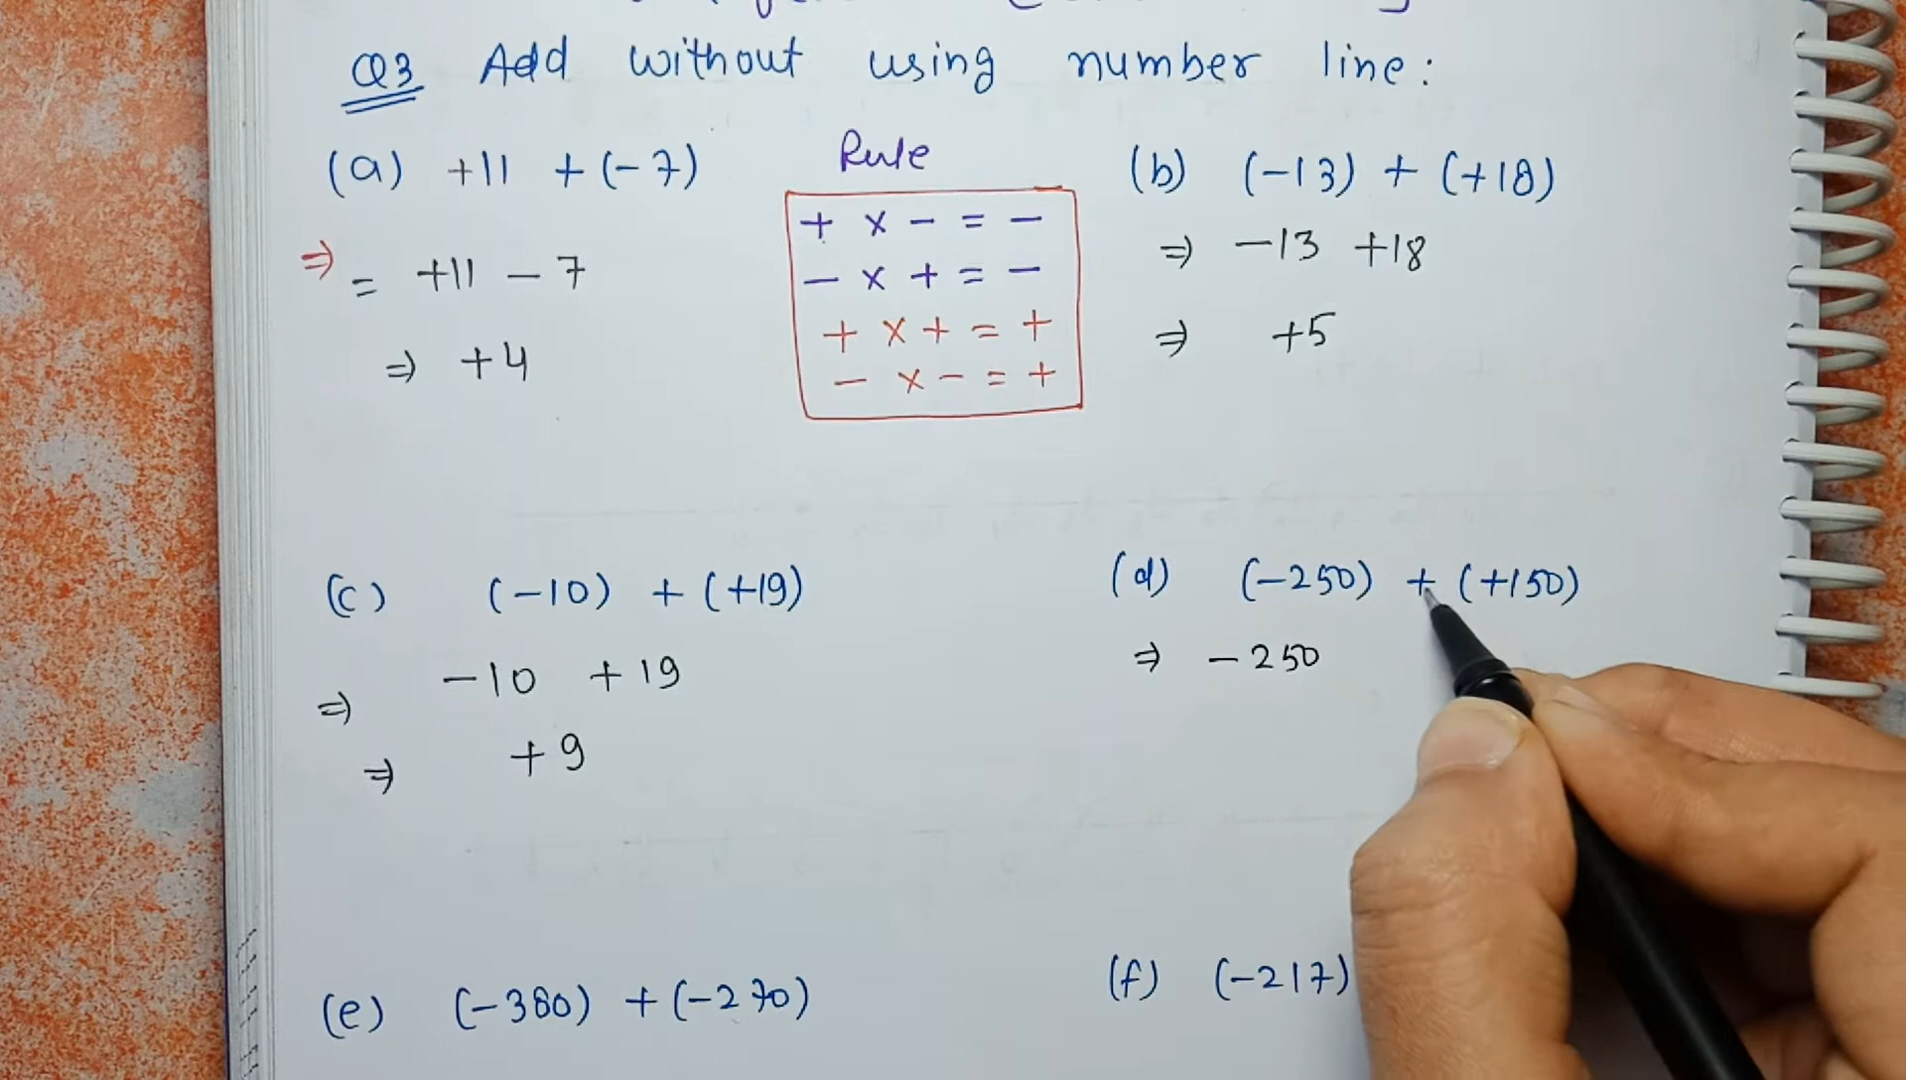 Q3 Add without using number line:
(a) +11 + (-7)
⇒ = +11 - 7
⇒ +4
Rule
+ × - = -
- × + = -
+ × + = +
- × - = +
(b) (-13) + (+18)
⇒ -13 +18
⇒ +5
(c) (-10) + (+19)
⇒ -10 +19
⇒ +9
(d) (-250) + (+150)
⇒ -250
(e) (-380) + (-270)
(f) (-217)